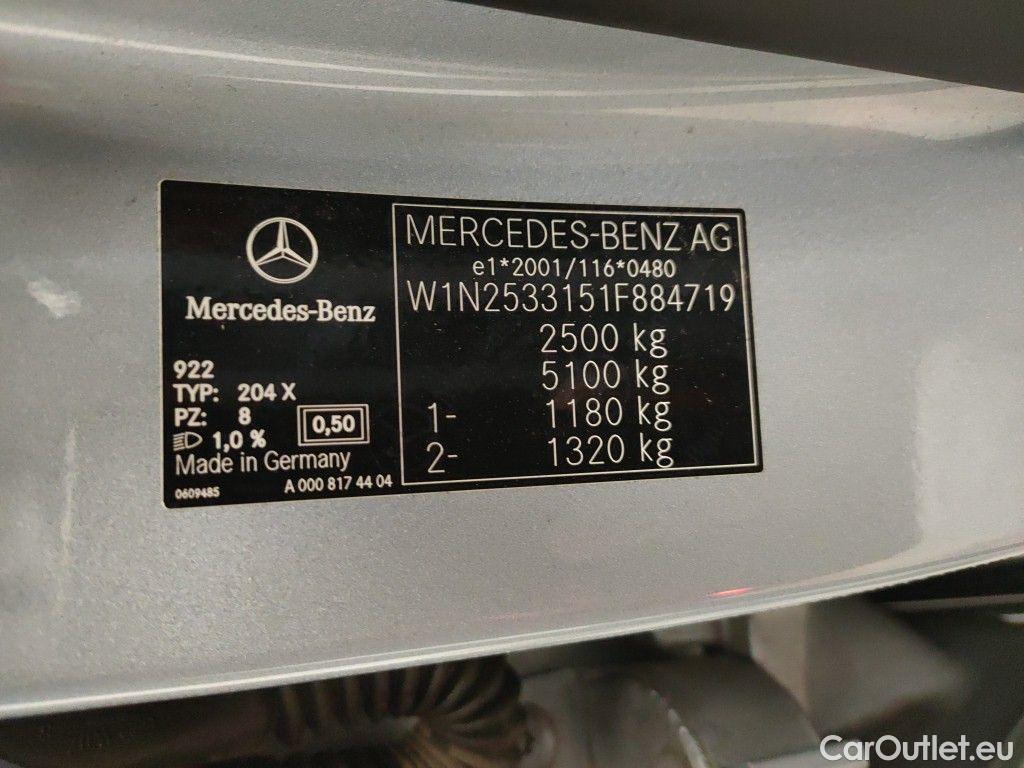 Mercedes-Benz
922
TYP: 204 X
PZ: 8
1,0 %
0,50
Made in Germany
0609485
A 000 817 44 04
MERCEDES-BENZ AG
e1*2001/116*0480
W1N2533151F884719
2500 kg
5100 kg
1- 1180 kg
2- 1320 kg
CarOutlet.eu